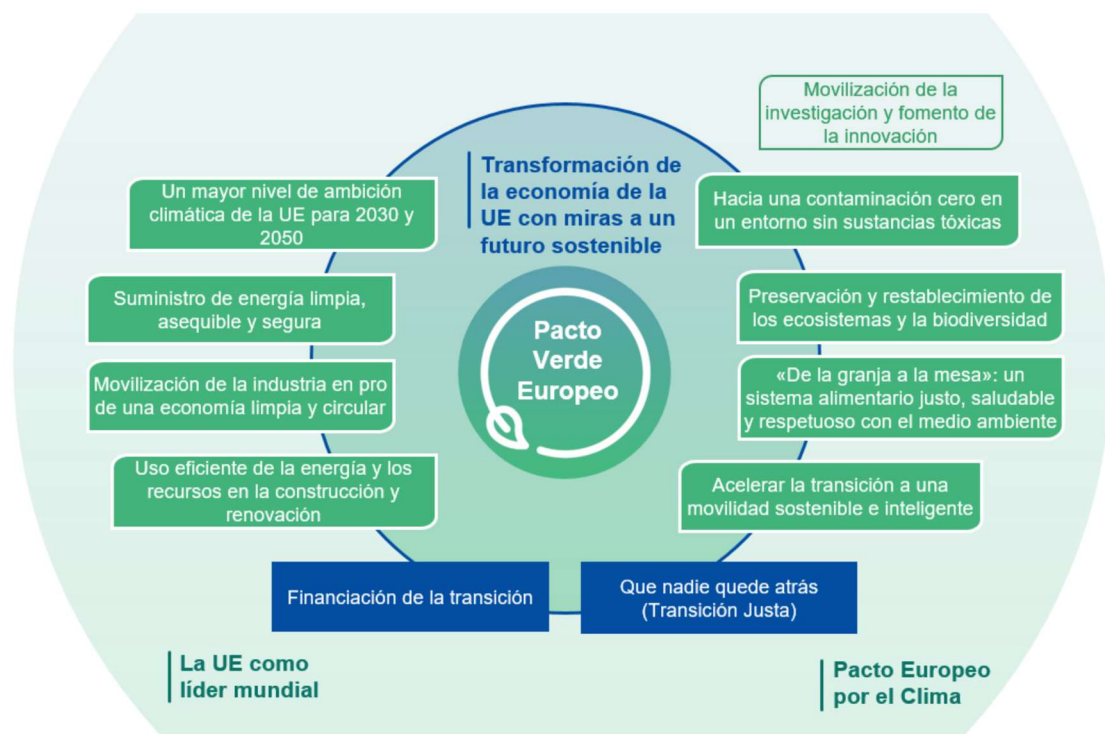 Movilización de la
investigación y fomento de
la innovación
Transformación de
la economía de la
UE con miras a un
futuro sostenible
Un mayor nivel de ambición
climática de la UE para 2030 y
2050
Hacia una contaminación cero en
un entorno sin sustancias tóxicas
Suministro de energía limpia,
asequible y segura
Preservación y restablecimiento de
los ecosistemas y la biodiversidad
Pacto
Verde
Europeo
Movilización de la industria en pro
de una economía limpia y circular
«De la granja a la mesa»: un
sistema alimentario justo, saludable
y respetuoso con el medio ambiente
Uso eficiente de la energía y los
recursos en la construcción y
renovación
Acelerar la transición a una
movilidad sostenible e inteligente
Financiación de la transición
Que nadie quede atrás
(Transición Justa)
La UE como
líder mundial
Pacto Europeo
por el Clima